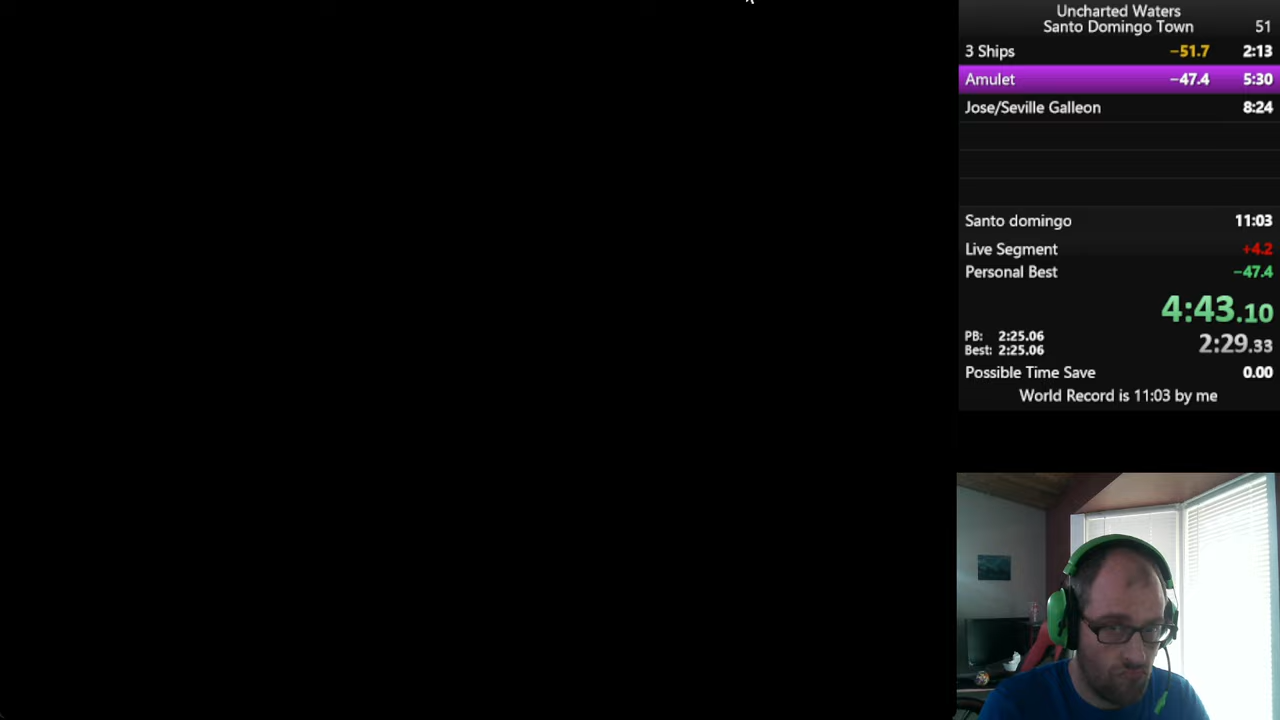 Uncharted Waters
Santo Domingo Town 51
3 Ships −51.7 2:13
Amulet −47.4 5:30
Jose/Seville Galleon 8:24
Santo domingo 11:03
Live Segment +4.2
Personal Best −47.4
4:43.10
PB: 2:25.06
Best: 2:25.06
2:29.33
Possible Time Save 0.00
World Record is 11:03 by me